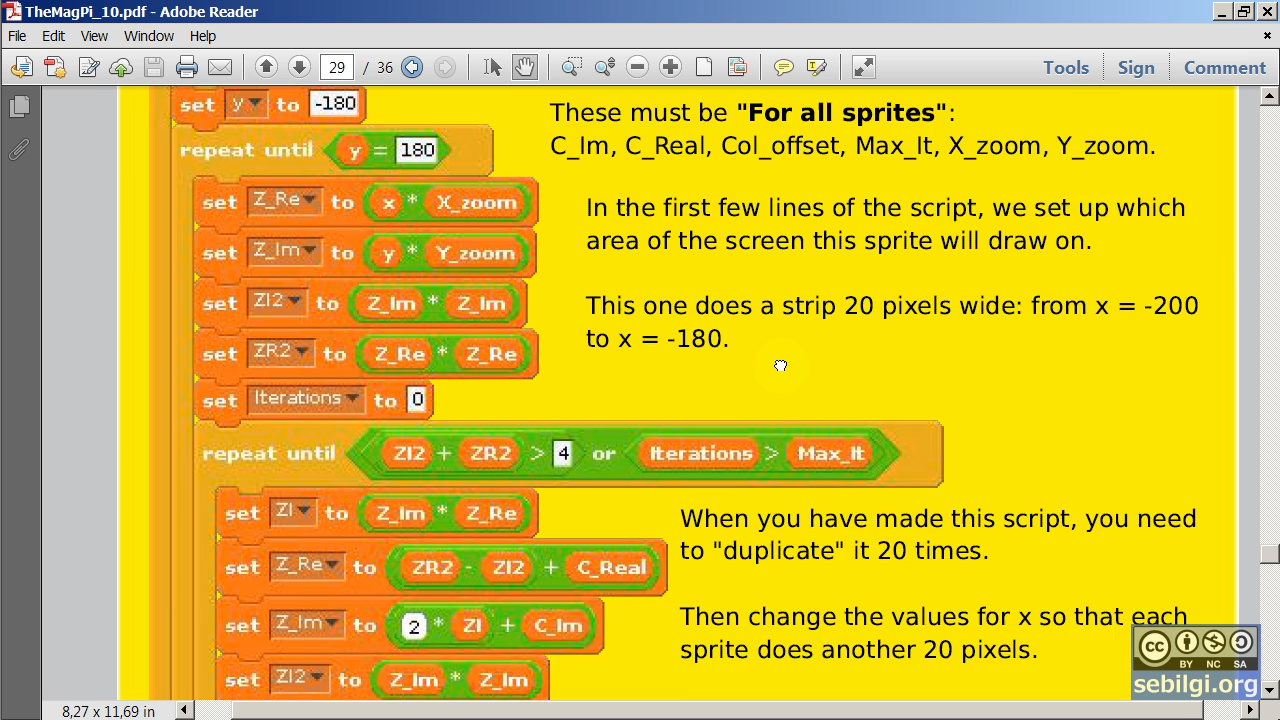 TheMagPi_10.pdf - Adobe Reader
File Edit View Window Help
29 / 36 Tools Sign Comment
set y to -180
repeat until y = 180
set Z_Re to x * X_zoom
set Z_Im to y * Y_zoom
set ZI2 to Z_Im * Z_Im
set ZR2 to Z_Re * Z_Re
set Iterations to 0
repeat until ZI2 + ZR2 > 4 or Iterations > Max_It
set ZI to Z_Im * Z_Re
set Z_Re to ZR2 - ZI2 + C_Real
set Z_Im to 2 * ZI + C_Im
set ZI2 to Z_Im * Z_Im
These must be "For all sprites":
C_Im, C_Real, Col_offset, Max_It, X_zoom, Y_zoom.
In the first few lines of the script, we set up which
area of the screen this sprite will draw on.
This one does a strip 20 pixels wide: from x = -200
to x = -180.
When you have made this script, you need
to "duplicate" it 20 times.
Then change the values for x so that each
sprite does another 20 pixels.
cc
BY NC SA
sebilgi.org
8,27 x 11,69 in